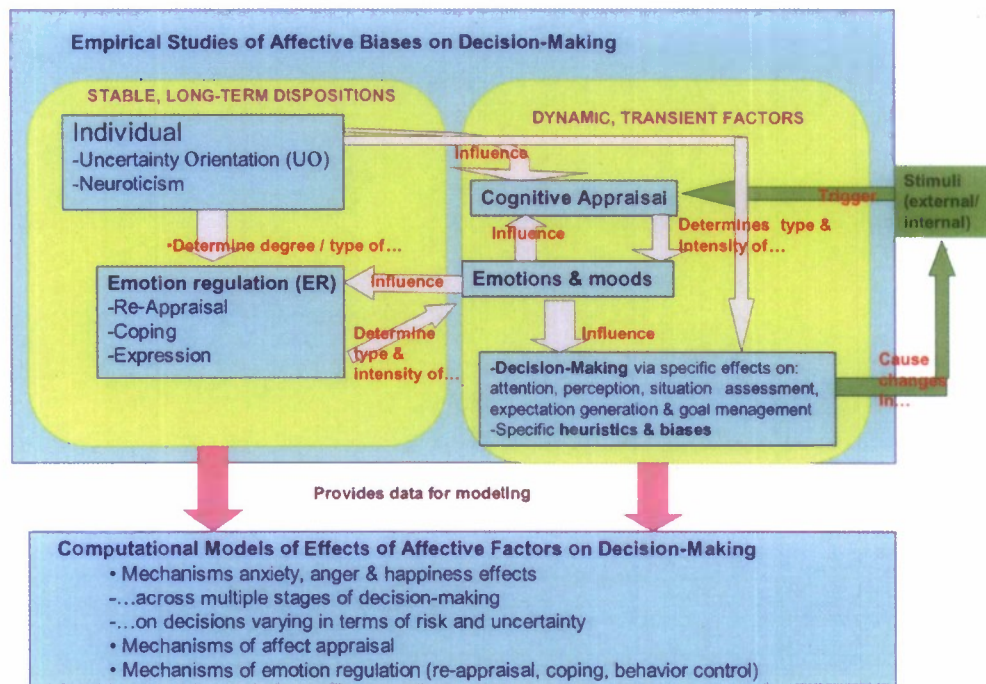 Empirical Studies of Affective Biases on Decision-Making
STABLE, LONG-TERM DISPOSITIONS
Individual
-Uncertainty Orientation (UO)
-Neuroticism
•Determine degree / type of...
Emotion regulation (ER)
-Re-Appraisal
-Coping
-Expression
Influence
Determine
type &
intensity of...
DYNAMIC, TRANSIENT FACTORS
Influence
Cognitive Appraisal
Influence
Determines type &
Intensity of...
Emotions & moods
Influence
-Decision-Making via specific effects on:
attention, perception, situation assessment,
expectation generation & goal menagement
-Specific heuristics & biases
Trigger
Stimuli
(external/
internal)
Cause
changes
in...
Provides data for modeling
Computational Models of Effects of Affective Factors on Decision-Making
• Mechanisms anxiety, anger & happiness effects
-...across multiple stages of decision-making
-...on decisions varying in terms of risk and uncertainty
• Mechanisms of affect appraisal
• Mechanisms of emotion regulation (re-appraisal, coping, behavior control)